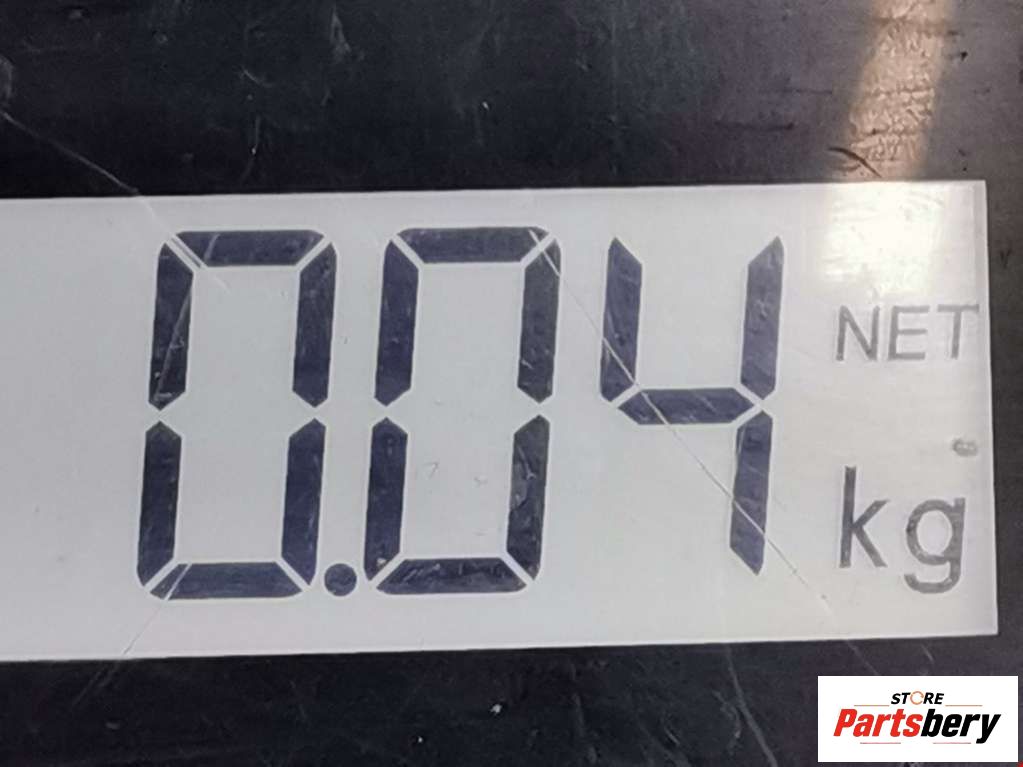 0.04 NET
kg
STORE
Partsbery